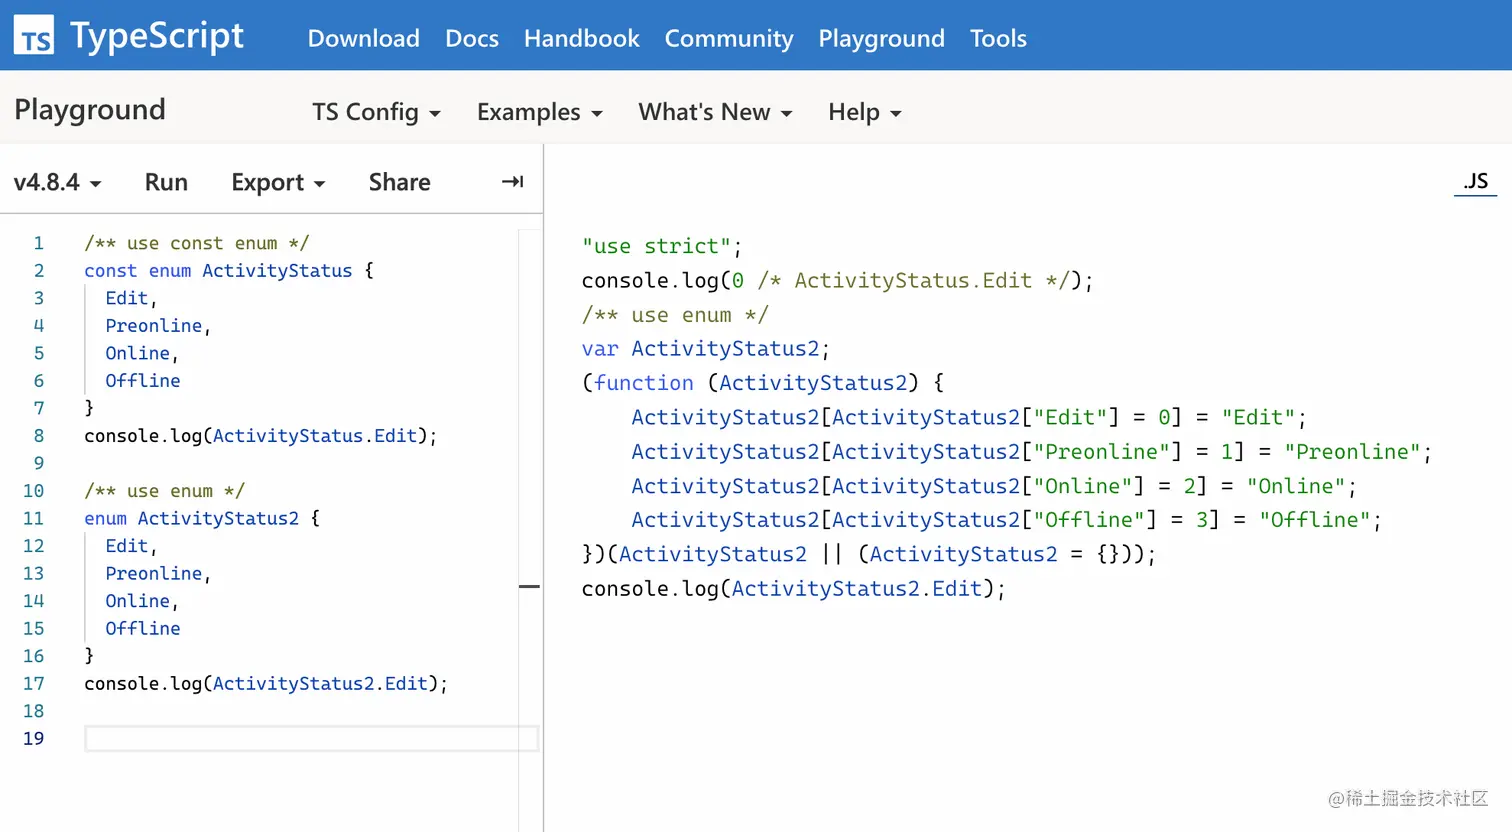 TS TypeScript Download Docs Handbook Community Playground Tools
Playground TS Config Examples What's New Help
v4.8.4 Run Export Share
.JS
1 /** use const enum */
2 const enum ActivityStatus {
3 Edit,
4 Preonline,
5 Online,
6 Offline
7 }
8 console.log(ActivityStatus.Edit);
9
10 /** use enum */
11 enum ActivityStatus2 {
12 Edit,
13 Preonline,
14 Online,
15 Offline
16 }
17 console.log(ActivityStatus2.Edit);
18
19
"use strict";
console.log(0 /* ActivityStatus.Edit */);
/** use enum */
var ActivityStatus2;
(function (ActivityStatus2) {
ActivityStatus2[ActivityStatus2["Edit"] = 0] = "Edit";
ActivityStatus2[ActivityStatus2["Preonline"] = 1] = "Preonline";
ActivityStatus2[ActivityStatus2["Online"] = 2] = "Online";
ActivityStatus2[ActivityStatus2["Offline"] = 3] = "Offline";
})(ActivityStatus2 || (ActivityStatus2 = {}));
console.log(ActivityStatus2.Edit);
@稀土掘金技术社区